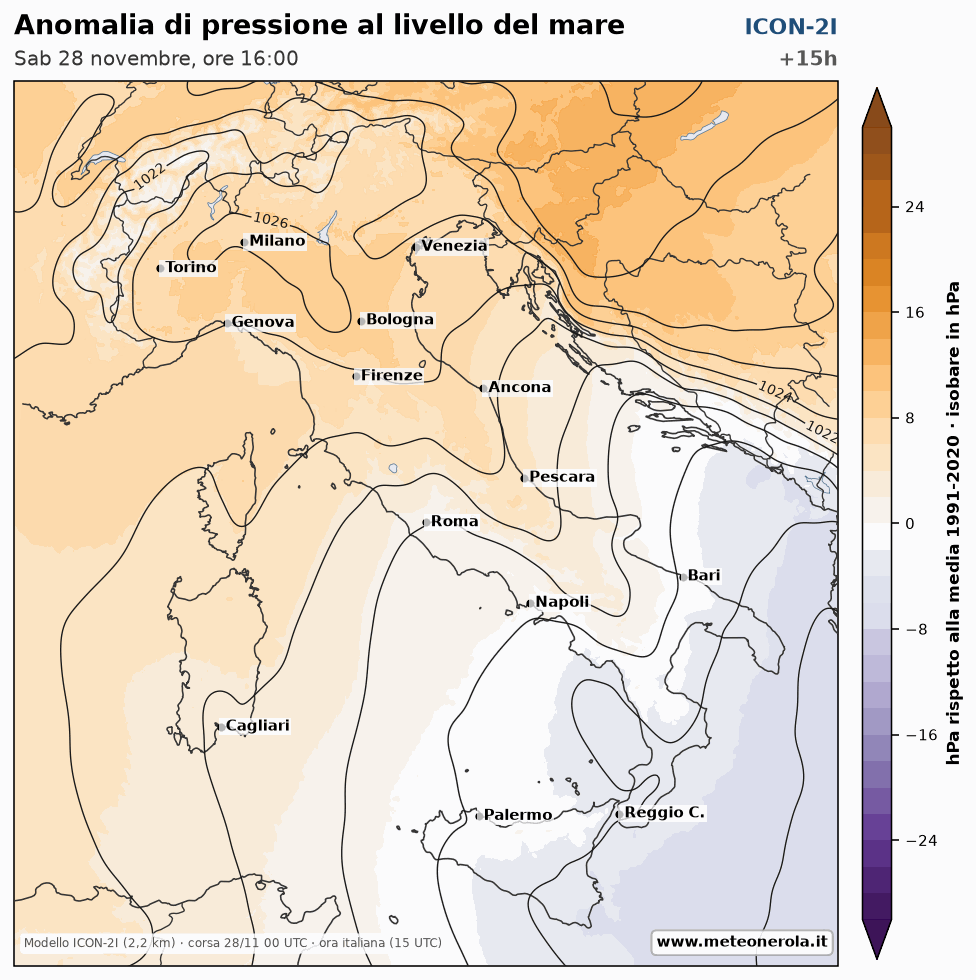 Anomalia di pressione al livello del mare
ICON-2I
Sab 28 novembre, ore 16:00
+15h
1022
1026
Milano
Venezia
Torino
Genova
Bologna
Firenze
Ancona
1024
1022
Pescara
Roma
Bari
Napoli
Cagliari
Palermo
Reggio C.
24
16
8
0
−8
−16
−24
hPa rispetto alla media 1991-2020 · isobare in hPa
Modello ICON-2I (2,2 km) · corsa 28/11 00 UTC · ora italiana (15 UTC)
www.meteonerola.it